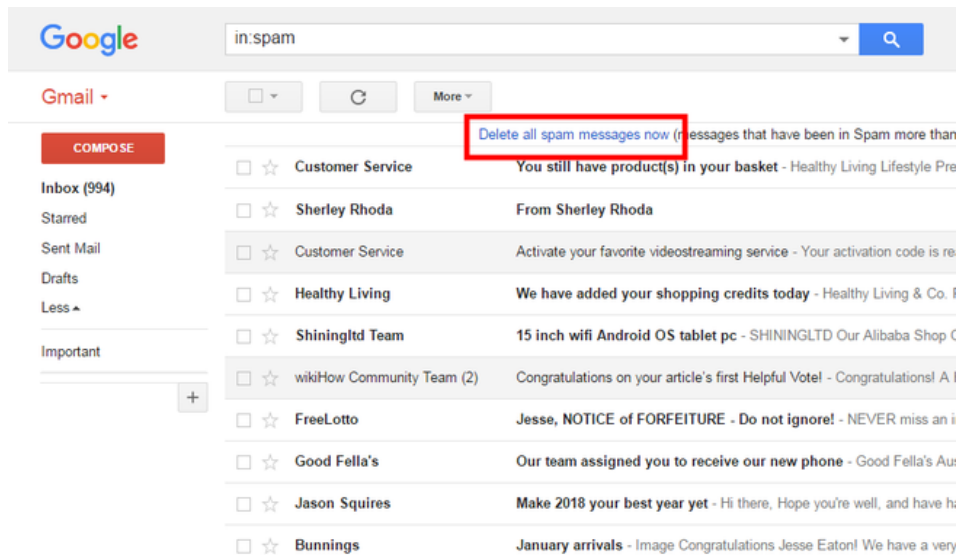 Google
in:spam
Gmail
More
Delete all spam messages now (messages that have been in Spam more than
COMPOSE
Customer Service You still have product(s) in your basket - Healthy Living Lifestyle Pre
Inbox (994)
Sherley Rhoda From Sherley Rhoda
Starred
Sent Mail Customer Service Activate your favorite videostreaming service - Your activation code is re
Drafts
Healthy Living We have added your shopping credits today - Healthy Living & Co.
Less
Shiningltd Team 15 inch wifi Android OS tablet pc - SHININGLTD Our Alibaba Shop
Important
wikiHow Community Team (2) Congratulations on your article's first Helpful Vote! - Congratulations! A
+
FreeLotto Jesse, NOTICE of FORFEITURE - Do not ignore! - NEVER miss an
Good Fella's Our team assigned you to receive our new phone - Good Fella's Aus
Jason Squires Make 2018 your best year yet - Hi there, Hope you're well, and have ha
Bunnings January arrivals - Image Congratulations Jesse Eaton! We have a very